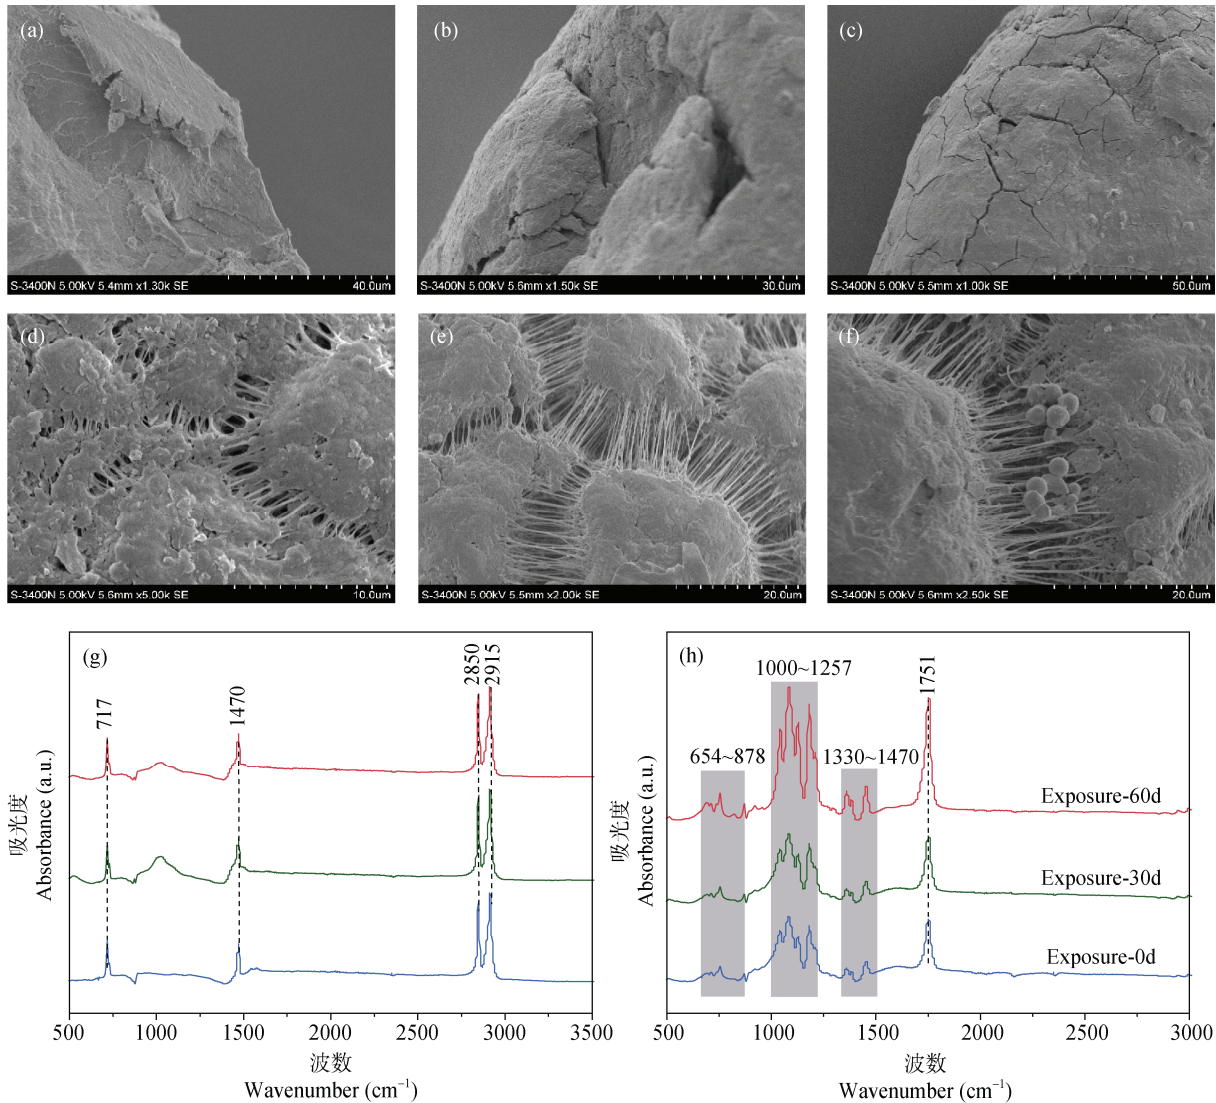 (a)
S-3400N 5.00kV 5.4mm x1.30k SE
40.0um
(b)
S-3400N 5.00kV 5.6mm x1.50k SE
30.0um
(c)
S-3400N 5.00kV 5.5mm x1.00k SE
50.0um
(d)
S-3400N 5.00kV 5.6mm x5.00k SE
10.0um
(e)
S-3400N 5.00kV 5.5mm x2.00k SE
20.0um
(f)
S-3400N 5.00kV 5.6mm x2.50k SE
20.0um
(g)
717
1470
2850
2915
吸光度
Absorbance (a.u.)
500
1000
1500
2000
2500
3000
3500
波数
Wavenumber (cm⁻¹)
(h)
654~878
1000~1257
1330~1470
1751
Exposure-60d
Exposure-30d
Exposure-0d
吸光度
Absorbance (a.u.)
500
1000
1500
2000
2500
3000
波数
Wavenumber (cm⁻¹)